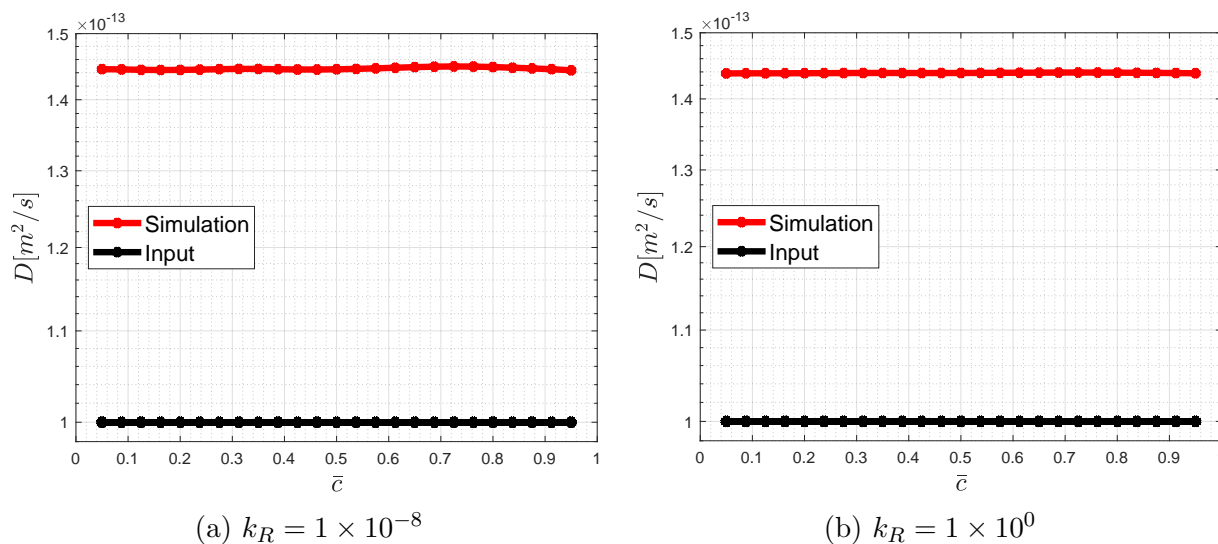 ×10⁻¹³
1.5
1.4
1.3
1.2
1.1
1
D[m²/s]
Simulation
Input
0 0.1 0.2 0.3 0.4 0.5 0.6 0.7 0.8 0.9 1
c̄
(a) k_R = 1 × 10⁻⁸
×10⁻¹³
1.5
1.4
1.3
1.2
1.1
1
D[m²/s]
Simulation
Input
0 0.1 0.2 0.3 0.4 0.5 0.6 0.7 0.8 0.9
c̄
(b) k_R = 1 × 10⁰